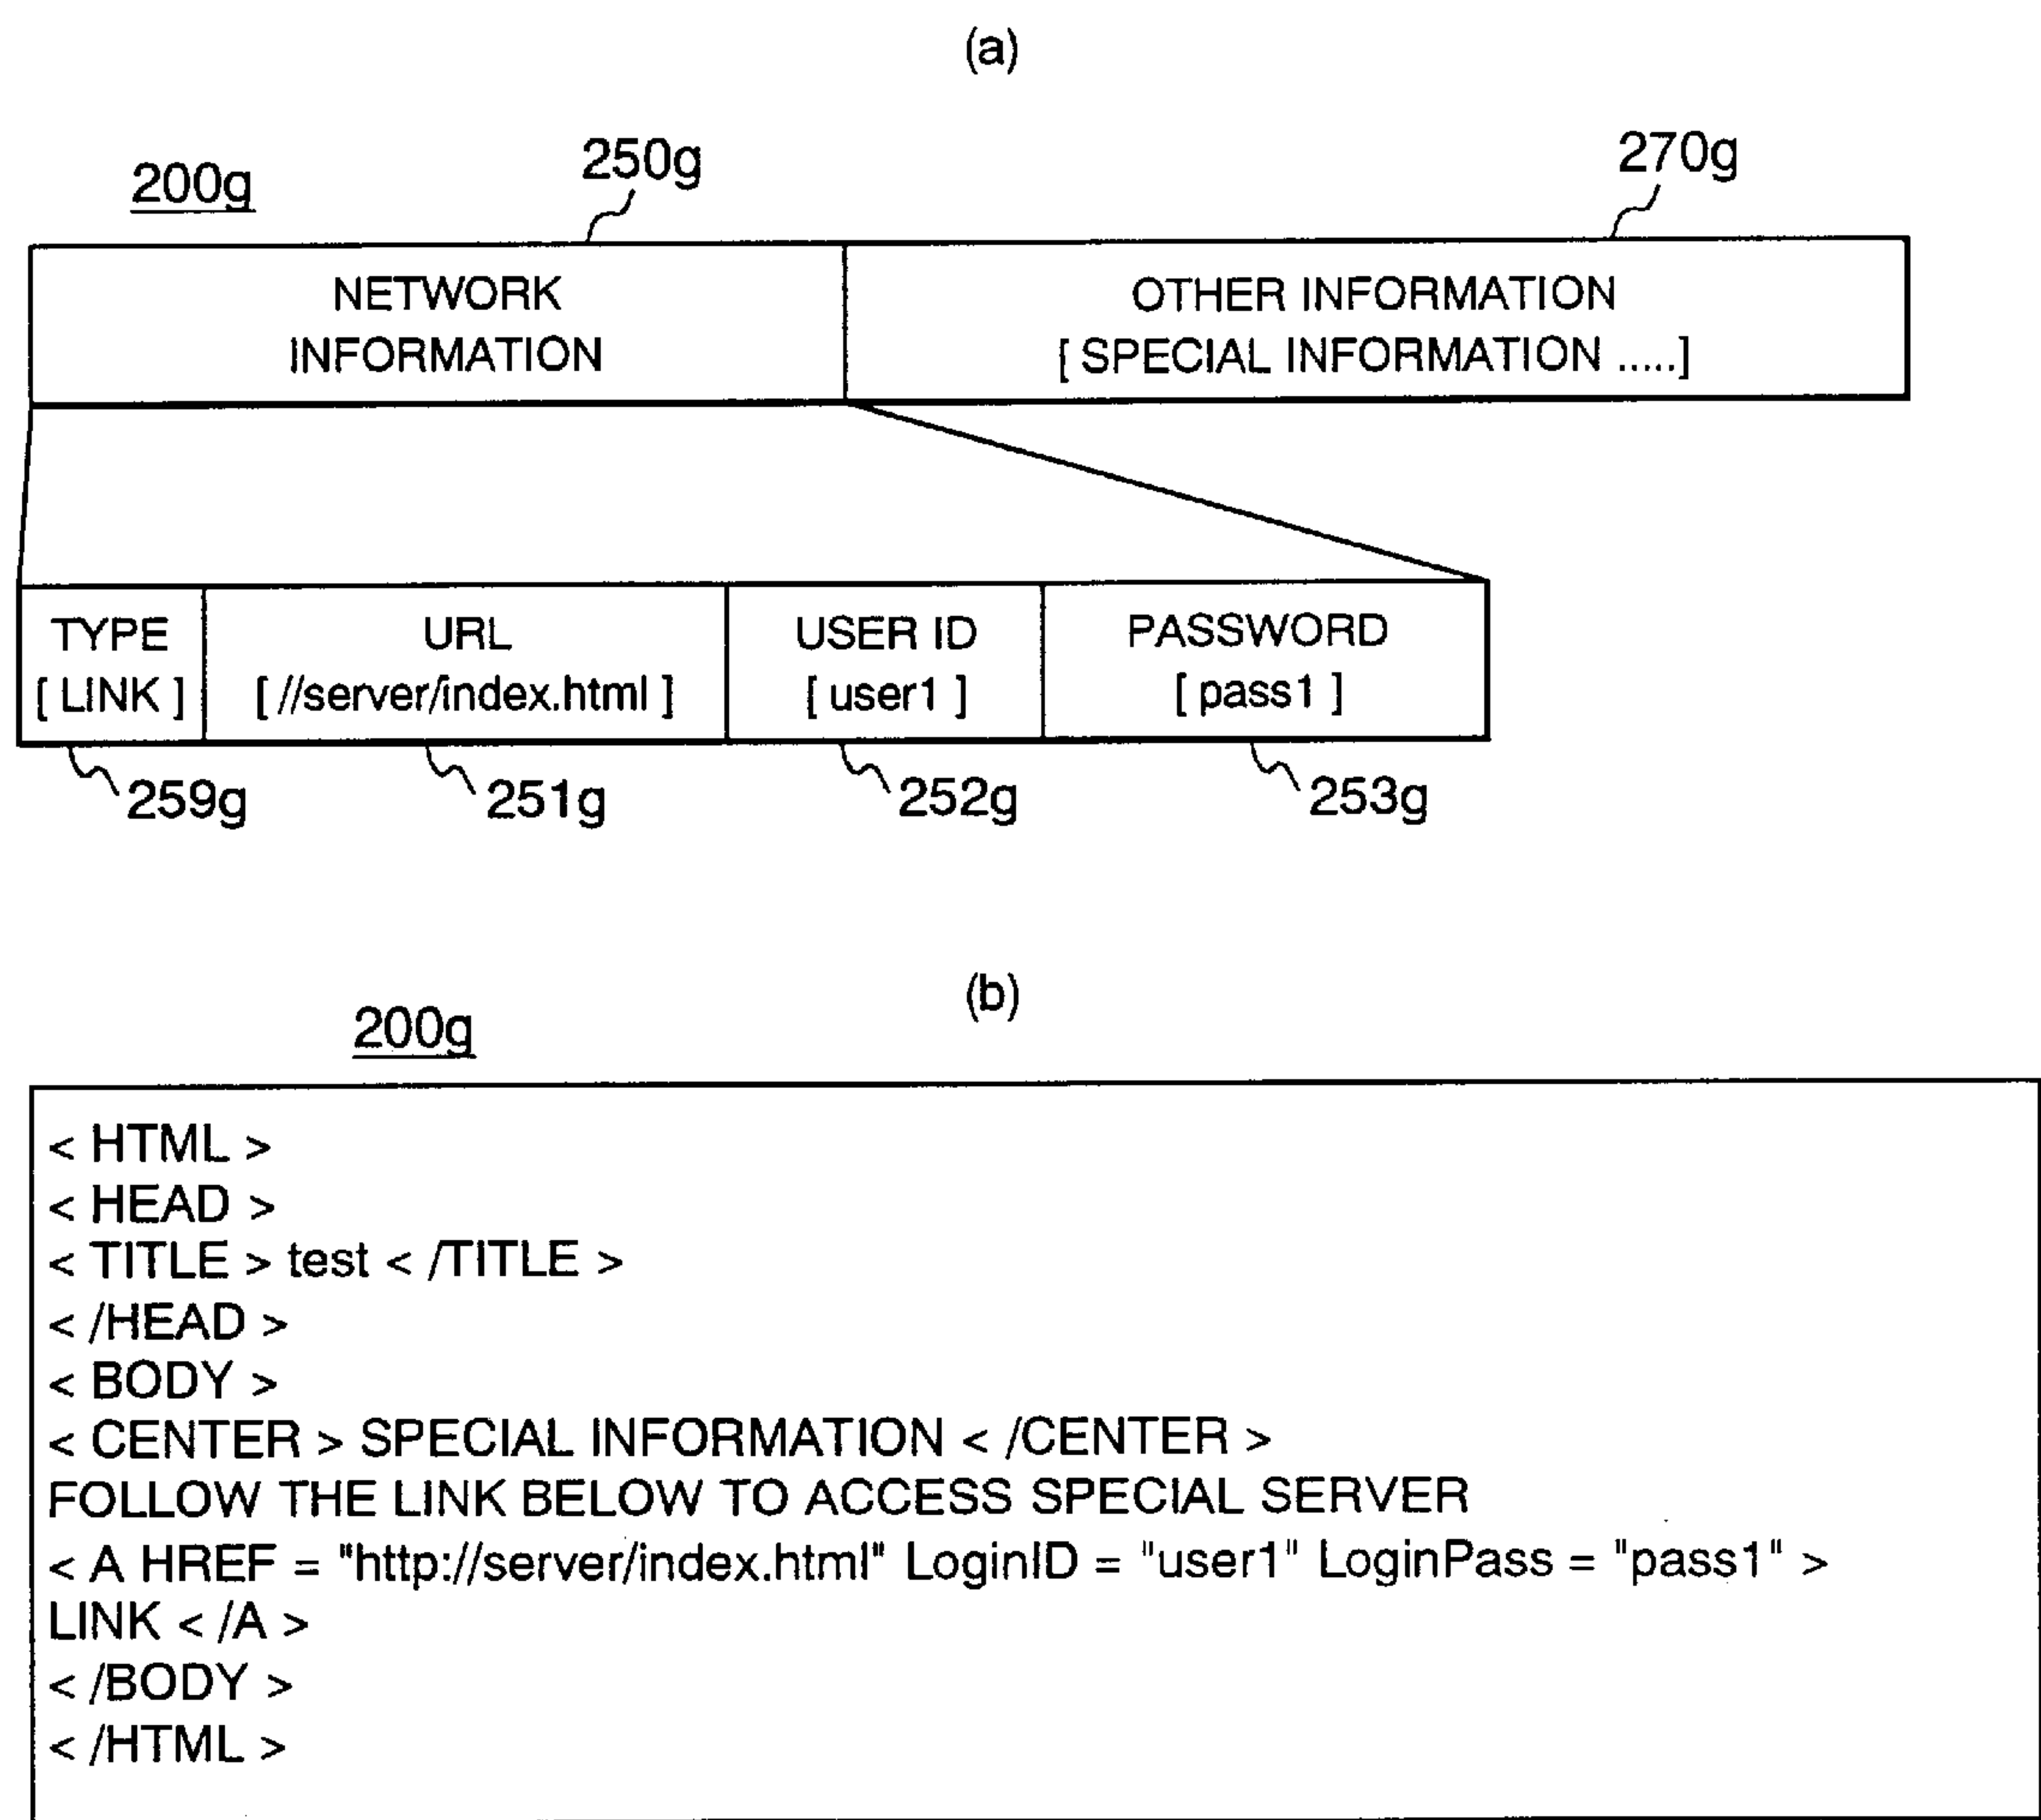 (a)
200g
250g
270g
NETWORK
INFORMATION
OTHER INFORMATION
[ SPECIAL INFORMATION ..... ]
TYPE
[ LINK ]
URL
[ //server/index.html ]
USER ID
[ user1 ]
PASSWORD
[ pass1 ]
259g
251g
252g
253g
(b)
200g
< HTML >
< HEAD >
< TITLE > test < /TITLE >
< /HEAD >
< BODY >
< CENTER > SPECIAL INFORMATION < /CENTER >
FOLLOW THE LINK BELOW TO ACCESS SPECIAL SERVER
< A HREF = "http://server/index.html" LoginID = "user1" LoginPass = "pass1" >
LINK < /A >
< /BODY >
< /HTML >